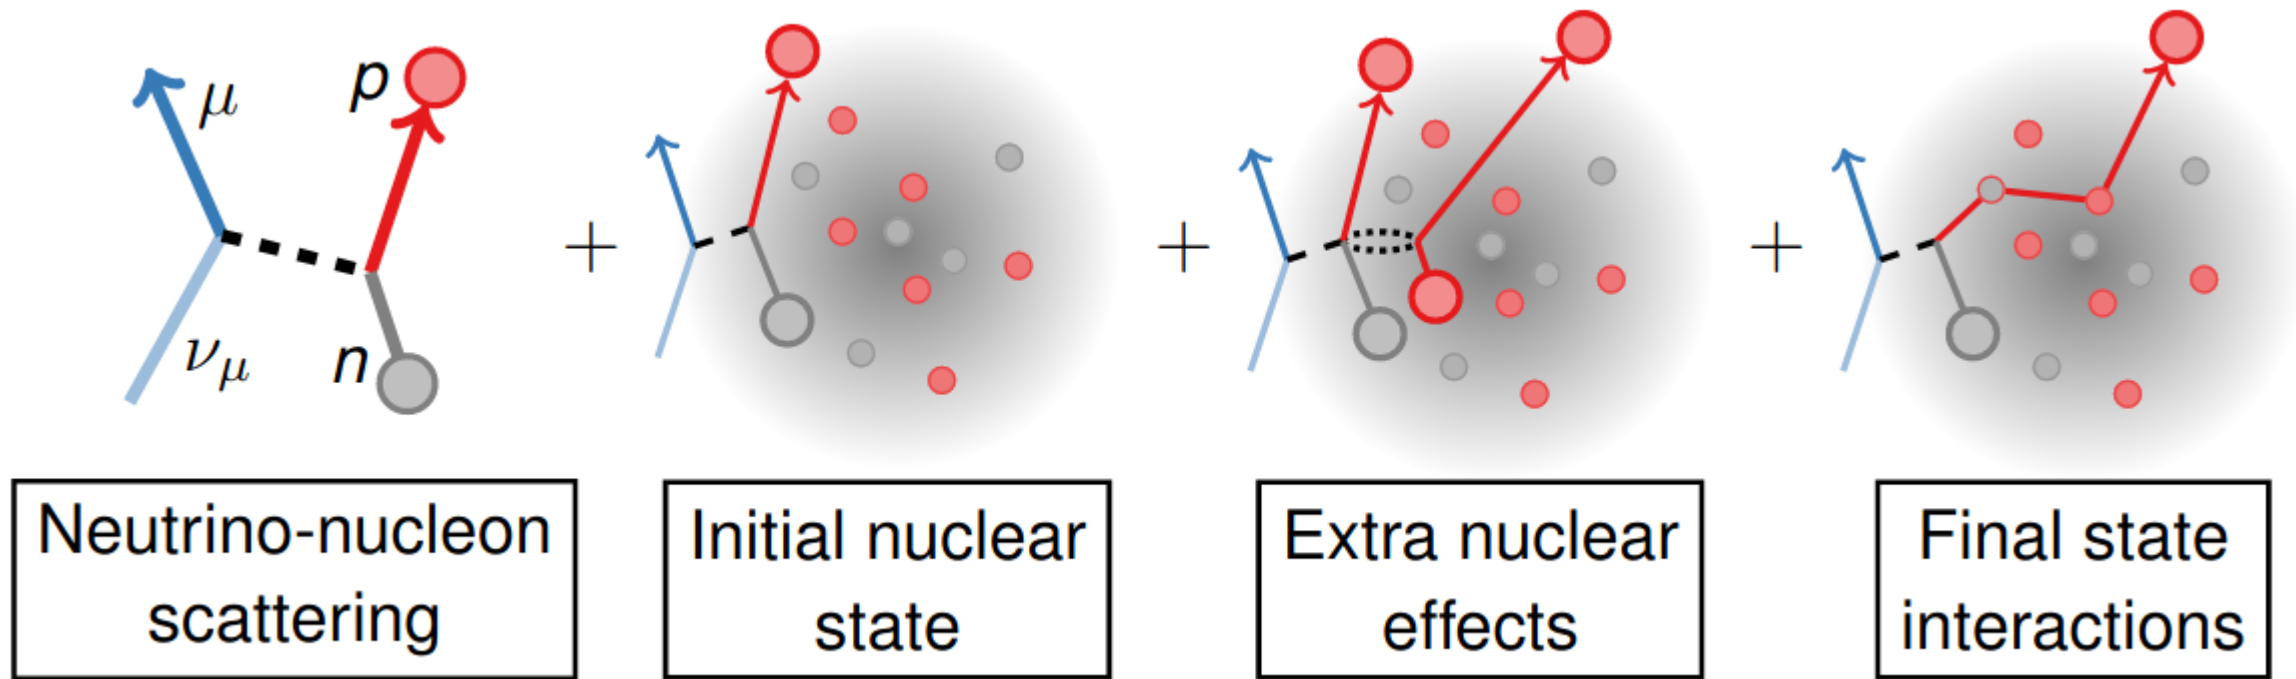 μ
p
ν_μ
n
+
+
+
Neutrino-nucleon
scattering
Initial nuclear
state
Extra nuclear
effects
Final state
interactions